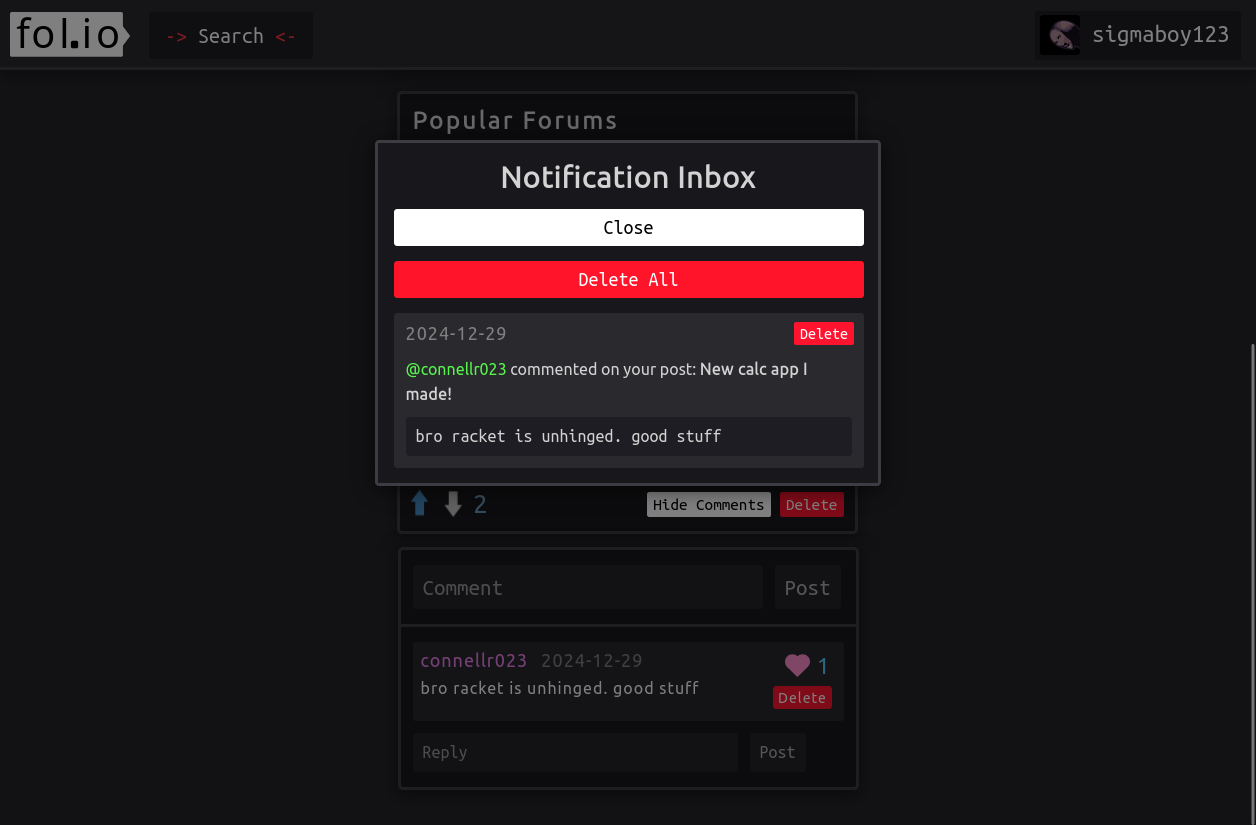 fol.io
-> Search <-
sigmaboy123
Popular Forums
Notification Inbox
Close
Delete All
2024-12-29
Delete
@connellr023 commented on your post: New calc app I
made!
bro racket is unhinged. good stuff
2
Hide Comments
Delete
Comment
Post
connellr023 2024-12-29
1
bro racket is unhinged. good stuff
Delete
Reply
Post